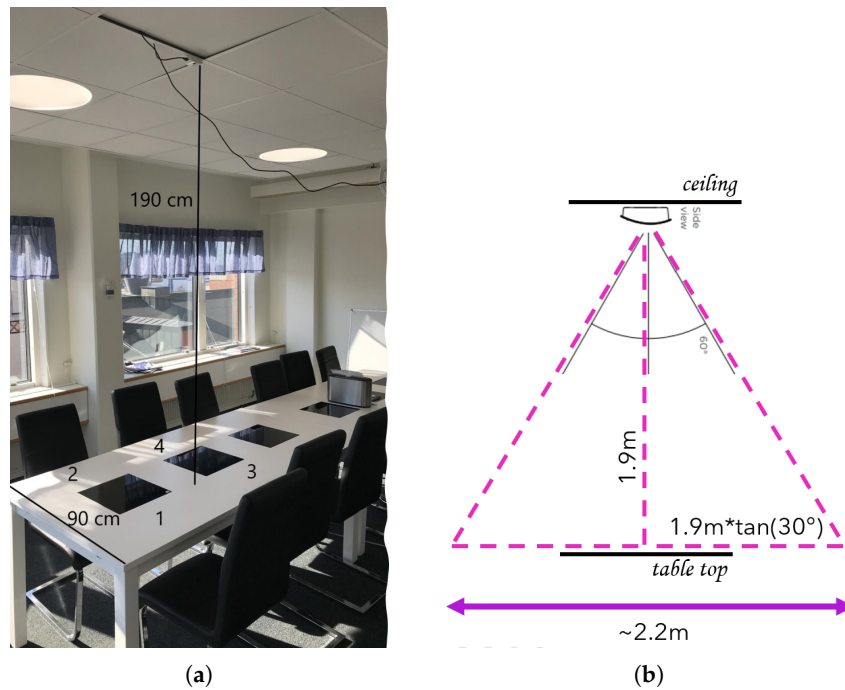 190 cm
4
2
3
90 cm
1
(a)
ceiling
Side
view
60°
1.9m
1.9m*tan(30°)
table top
~2.2m
(b)